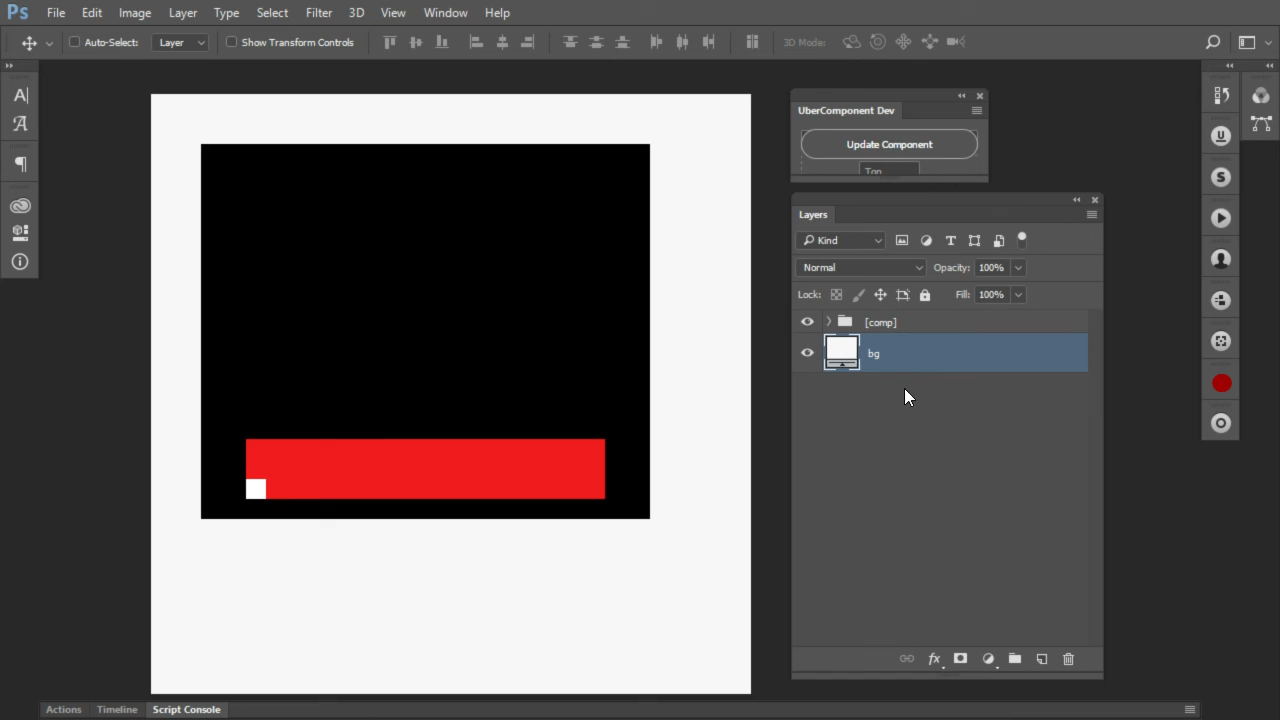 Ps File Edit Image Layer Type Select Filter 3D View Window Help
Auto-Select: Layer Show Transform Controls 3D Mode:
UberComponent Dev
Update Component
Top
Layers
Kind
Normal Opacity: 100%
Lock: Fill: 100%
[comp]
bg
Actions Timeline Script Console